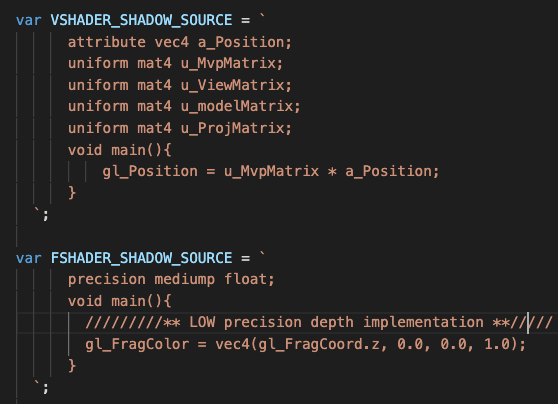 var VSHADER_SHADOW_SOURCE = `
attribute vec4 a_Position;
uniform mat4 u_MvpMatrix;
uniform mat4 u_ViewMatrix;
uniform mat4 u_modelMatrix;
uniform mat4 u_ProjMatrix;
void main(){
gl_Position = u_MvpMatrix * a_Position;
}
`;
var FSHADER_SHADOW_SOURCE = `
precision mediump float;
void main(){
/////////** LOW precision depth implementation **/////
gl_FragColor = vec4(gl_FragCoord.z, 0.0, 0.0, 1.0);
}
`;